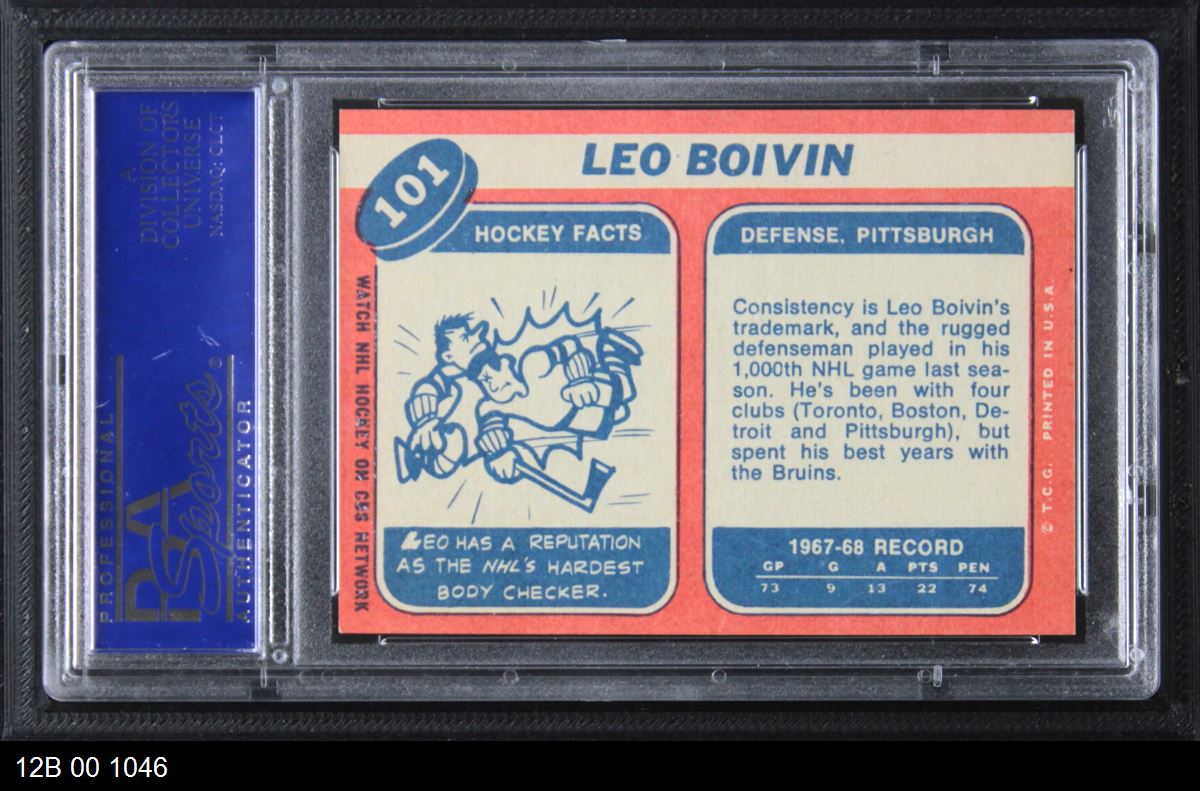 A
DIVISION OF
COLLECTORS
UNIVERSE
NASDAQ: CLCT
PROFESSIONAL
PSA
Sports®
AUTHENTICATOR
101
LEO BOIVIN
HOCKEY FACTS
LEO HAS A REPUTATION
AS THE NHL'S HARDEST
BODY CHECKER.
WATCH NHL HOCKEY ON CBS NETWORK
DEFENSE, PITTSBURGH
Consistency is Leo Boivin's
trademark, and the rugged
defenseman played in his
1,000th NHL game last sea-
son. He's been with four
clubs (Toronto, Boston, De-
troit and Pittsburgh), but
spent his best years with
the Bruins.
1967-68 RECORD
GP G A PTS PEN
73 9 13 22 74
© T.C.G. PRINTED IN U.S.A.
12B 00 1046